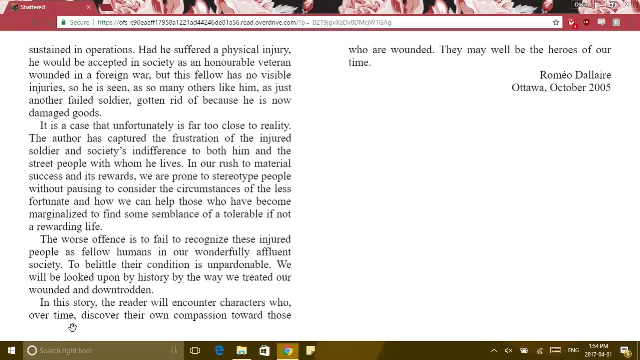 Shattered
Secure
https://ofs-c90eaeff17958a1221ad44246de81a56.read.overdrive.com/?p=
sustained in operations. Had he suffered a physical injury,
he would be accepted in society as an honourable veteran
wounded in a foreign war, but this fellow has no visible
injuries, so he is seen, as so many others like him, as just
another failed soldier, gotten rid of because he is now
damaged goods.
It is a case that unfortunately is far too close to reality.
The author has captured the frustration of the injured
soldier and society's indifference to both him and the
street people with whom he lives. In our rush to material
success and its rewards, we are prone to stereotype people
without pausing to consider the circumstances of the less
fortunate and how we can help those who have become
marginalized to find some semblance of a tolerable if not
a rewarding life.
The worse offence is to fail to recognize these injured
people as fellow humans in our wonderfully affluent
society. To belittle their condition is unpardonable. We
will be looked upon by history by the way we treated our
wounded and downtrodden.
In this story, the reader will encounter characters who,
over time, discover their own compassion toward those
who are wounded. They may well be the heroes of our
time.
Roméo Dallaire
Ottawa, October 2005
I'm Cortana. Ask me anything.
ENG
1:54 PM
2017-04-01